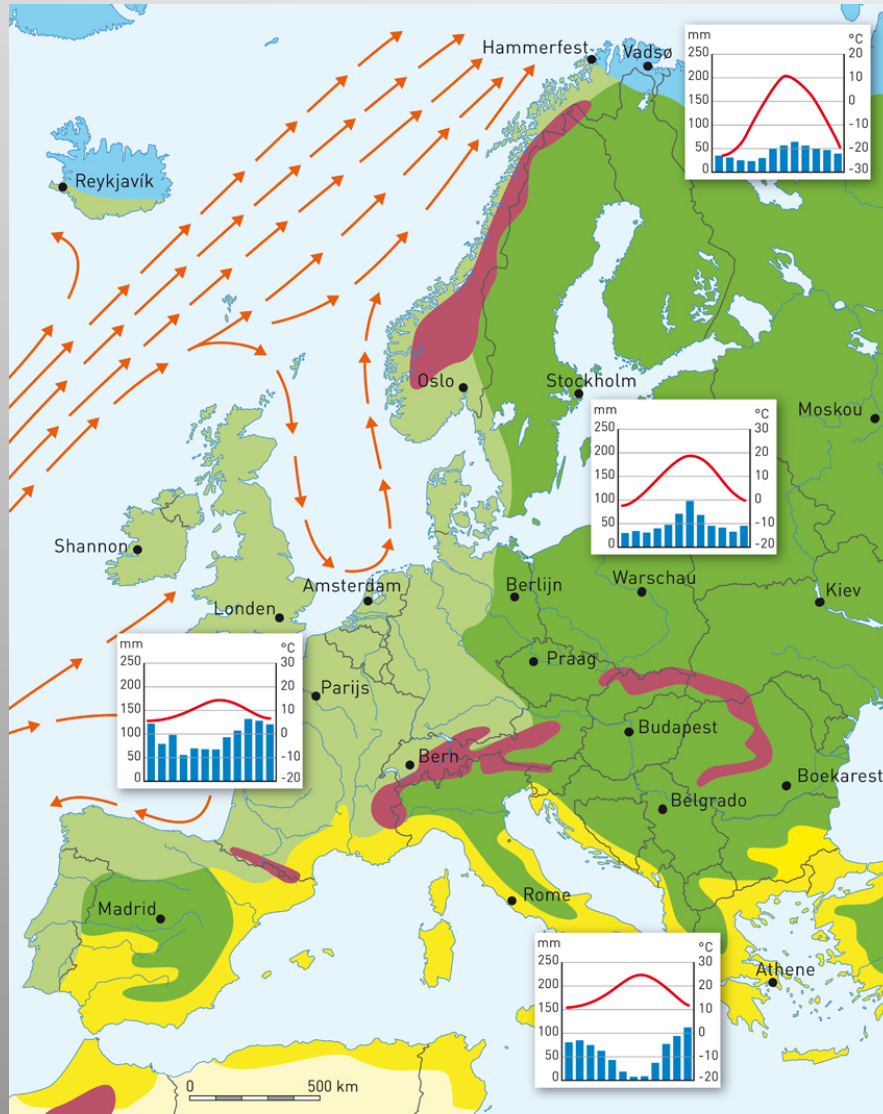 Hammerfest
Vadsø
mm
°C
250
20
200
10
150
0
100
-10
50
-20
0
-30
Reykjavík
Oslo
Stockholm
Moskou
mm
°C
250
30
200
20
150
10
100
0
50
-10
0
-20
Shannon
Amsterdam
Londen
Berlijn
Warschau
Kiev
mm
°C
250
30
200
20
150
10
100
0
50
-10
0
-20
Parijs
Praag
Bern
Budapest
Boekarest
Belgrado
Madrid
Rome
Athene
mm
°C
250
30
200
20
150
10
100
0
50
-10
0
-20
0
500 km